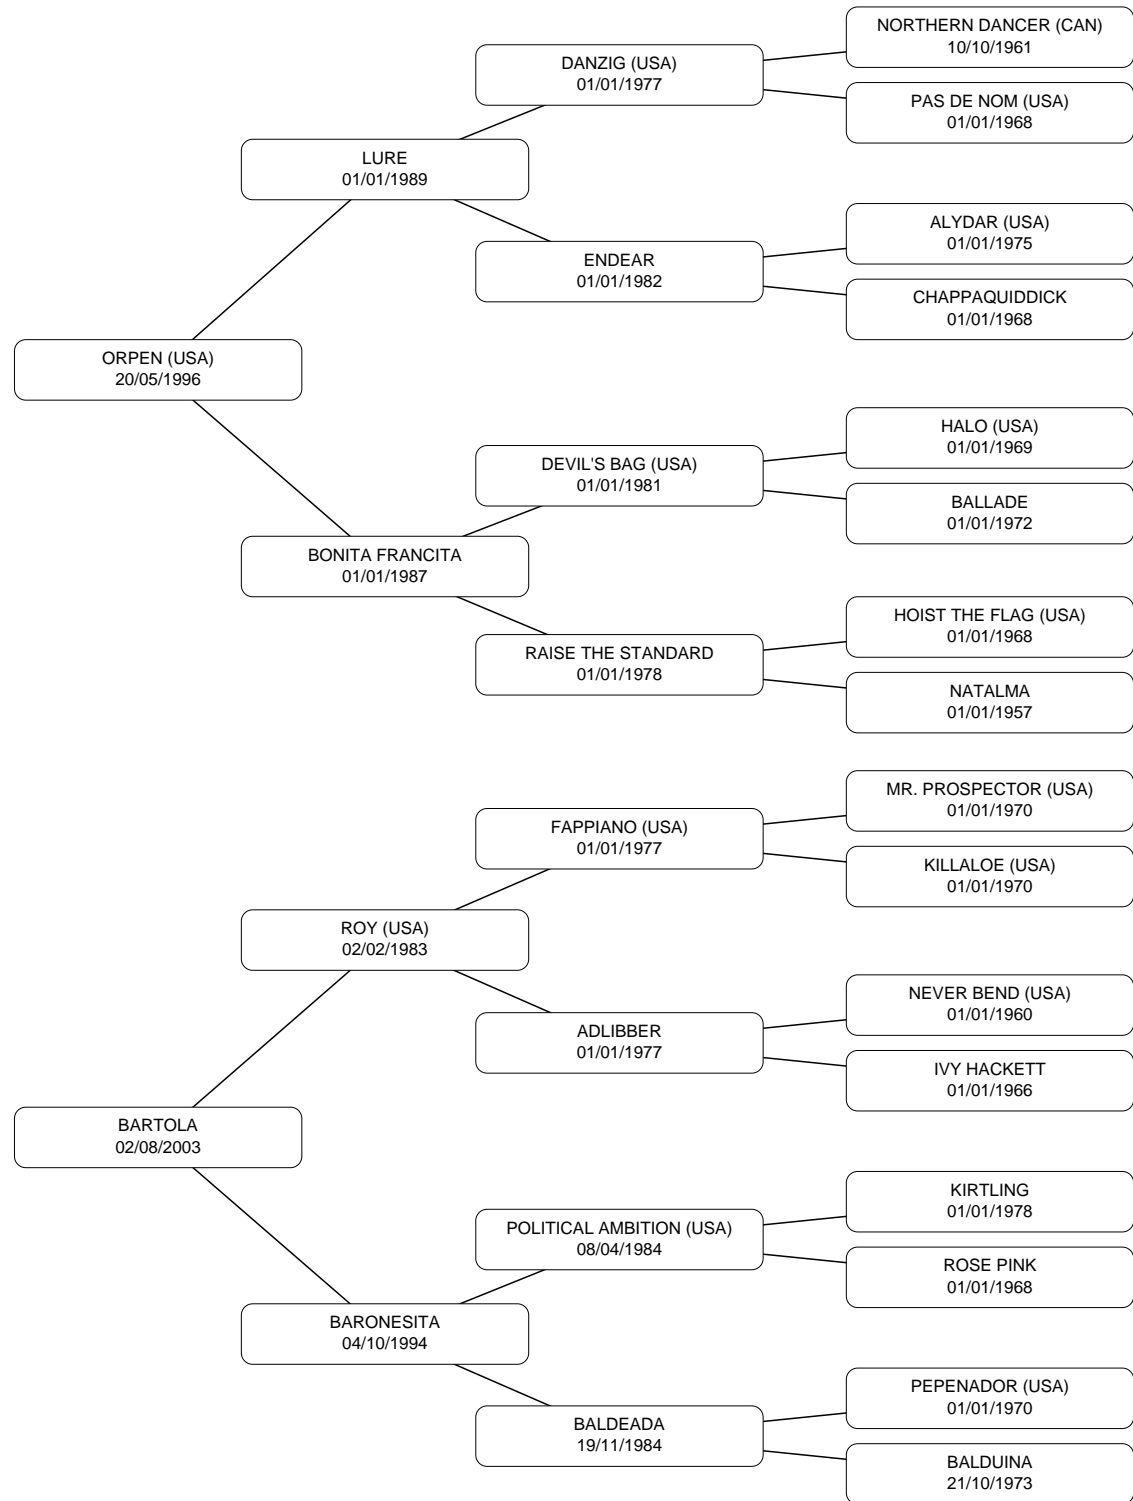 NORTHERN DANCER (CAN)
10/10/1961
DANZIG (USA)
01/01/1977
PAS DE NOM (USA)
01/01/1968
LURE
01/01/1989
ALYDAR (USA)
01/01/1975
ENDEAR
01/01/1982
CHAPPAQUIDDICK
01/01/1968
ORPEN (USA)
20/05/1996
HALO (USA)
01/01/1969
DEVIL'S BAG (USA)
01/01/1981
BALLADE
01/01/1972
BONITA FRANCITA
01/01/1987
HOIST THE FLAG (USA)
01/01/1968
RAISE THE STANDARD
01/01/1978
NATALMA
01/01/1957
MR. PROSPECTOR (USA)
01/01/1970
FAPPIANO (USA)
01/01/1977
KILLALOE (USA)
01/01/1970
ROY (USA)
02/02/1983
NEVER BEND (USA)
01/01/1960
ADLIBBER
01/01/1977
IVY HACKETT
01/01/1966
BARTOLA
02/08/2003
KIRTLING
01/01/1978
POLITICAL AMBITION (USA)
08/04/1984
ROSE PINK
01/01/1968
BARONESITA
04/10/1994
PEPENADOR (USA)
01/01/1970
BALDEADA
19/11/1984
BALDUINA
21/10/1973